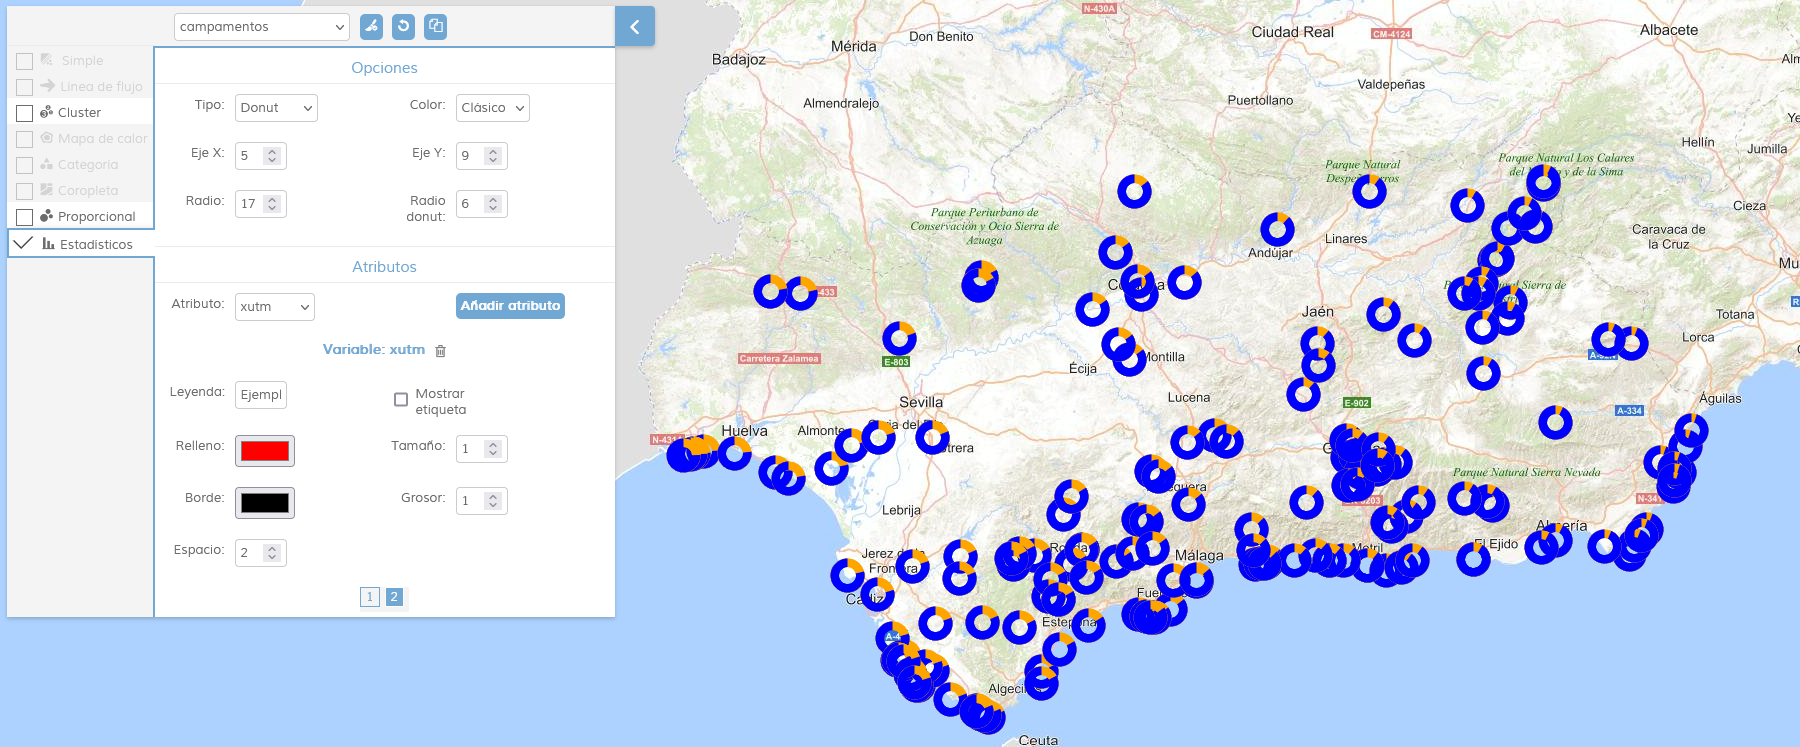 campamentos
Simple
Línea de flujo
Cluster
Mapa de calor
Categoría
Coropleta
Proporcional
Estadísticos
Opciones
Tipo: Donut Color: Clásico
Eje X: 5 Eje Y: 9
Radio: 17 Radio donut: 6
Atributos
Atributo: xutm Añadir atributo
Variable: xutm
Leyenda: Ejempl Mostrar etiqueta
Relleno: Tamaño: 1
Borde: Grosor: 1
Espacio: 2
1 2
N-430A
Ciudad Real
CM-4124
Albacete
Don Benito
Mérida
Badajoz
Valdepeñas
Almendralejo
Puertollano
Hellín
Jumilla
Parque Natural
Parque Natural Los Calares
y de la Sima
Cieza
Parque Periurbano de
Conservación y Ocio Sierra de
Azuaga
Caravaca de
la Cruz
Linares
Andújar
Jaén
Totana
Lorca
Carretera Zalamea
E-803
Montilla
Écija
Lucena
E-902
A-334
Águilas
Sevilla
Huelva
Almonte
Parque Natural Sierra Nevada
Lebrija
Almería
El Ejido
Motril
Málaga
Jerez de la
Frontera
Cádiz
Estepona
A-4
Algeciras
Ceuta